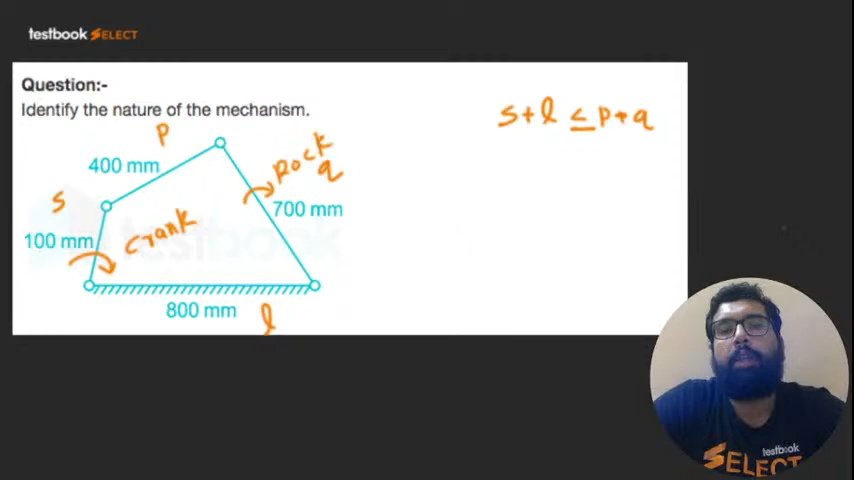 testbook SELECT
Question:-
Identify the nature of the mechanism.
s+l ≤ p+q
p
400 mm
Rock
q
s
700 mm
100 mm
crank
testbook
800 mm
l
testbook
SELECT